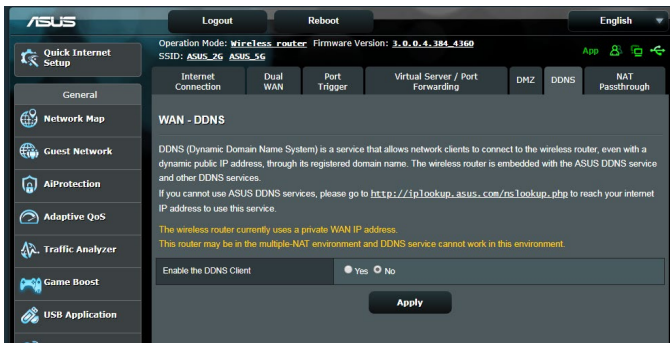 ASUS
Logout
Reboot
English
Quick Internet
Setup
Operation Mode: Wireless router Firmware Version: 3.0.0.4.384_4360
SSID: ASUS_2G ASUS_5G
App
General
Network Map
Guest Network
AiProtection
Adaptive QoS
Traffic Analyzer
Game Boost
USB Application
Internet
Connection
Dual
WAN
Port
Trigger
Virtual Server / Port
Forwarding
DMZ
DDNS
NAT
Passthrough
WAN - DDNS
DDNS (Dynamic Domain Name System) is a service that allows network clients to connect to the wireless router, even with a
dynamic public IP address, through its registered domain name. The wireless router is embedded with the ASUS DDNS service
and other DDNS services.
If you cannot use ASUS DDNS services, please go to http://iplookup.asus.com/nslookup.php to reach your internet
IP address to use this service.
The wireless router currently uses a private WAN IP address.
This router may be in the multiple-NAT environment and DDNS service cannot work in this environment.
Enable the DDNS Client
Yes No
Apply